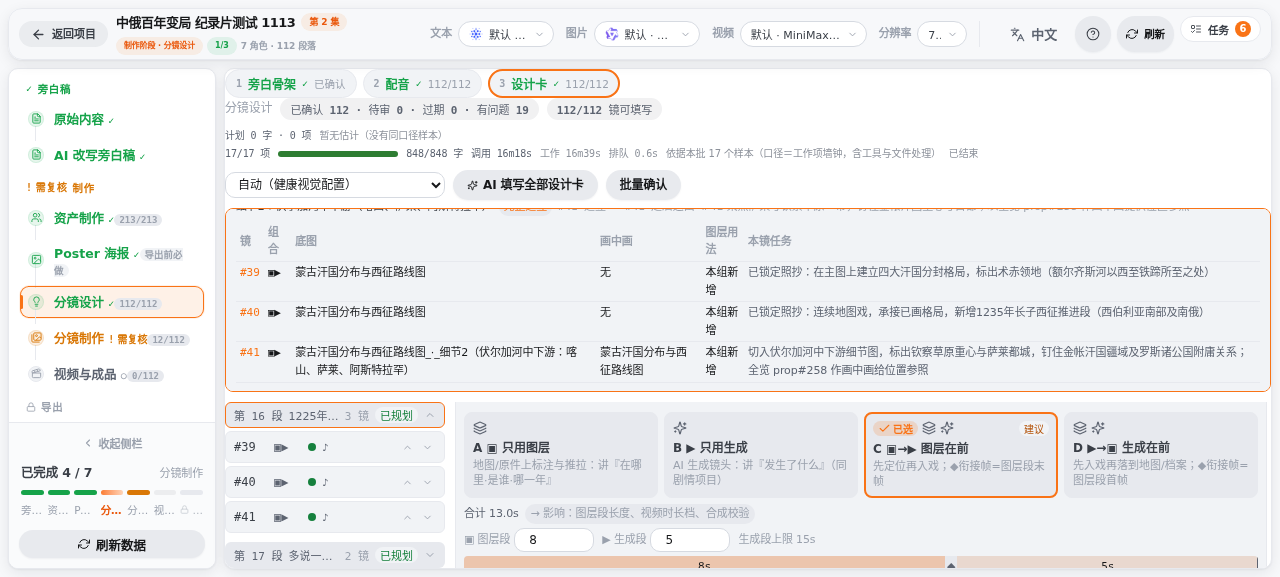 返回项目
中俄百年变局 纪录片测试 1113 第 2 集
制作阶段 · 分镜设计 1/3 7 角色 · 112 段落
文本 默认 ... 图片 默认 · ... 视频 默认 · MiniMax... 分辨率 7..
中文 刷新 任务 6
旁白稿
原始内容
AI 改写旁白稿
! 需复核 制作
资产制作 213/213
Poster 海报 导出前必做
分镜设计 112/112
分镜制作 ! 需复核 12/112
视频与成品 0/112
导出
收起侧栏
已完成 4 / 7 分镜制作
旁... 资... P... 分... 分... 视... ...
刷新数据
1 旁白骨架 ✓ 已确认 2 配音 ✓ 112/112 3 设计卡 ✓ 112/112
分镜设计 已确认 112 · 待审 0 · 过期 0 · 有问题 19 112/112 镜可填写
计划 0 字 · 0 项 暂无估计（没有同口径样本）
17/17 项 848/848 字 调用 16m18s 工作 16m39s 排队 0.6s 依据本批 17 个样本（口径＝工作项墙钟，含工具与文件处理） 已结束
自动（健康视觉配置） AI 填写全部设计卡 批量确认
镜 组合 底图 画中画 图层用法 本镜任务
#39 蒙古汗国分布与西征路线图 无 本组新增 已锁定照抄：在主图上建立四大汗国分封格局，标出术赤领地（额尔齐斯河以西至铁蹄所至之处）
#40 蒙古汗国分布与西征路线图 无 本组新增 已锁定照抄：连续地图戏，承接已画格局，新增1235年长子西征推进段（西伯利亚南部及南俄）
#41 蒙古汗国分布与西征路线图_·_细节2（伏尔加河中下游：喀山、萨莱、阿斯特拉罕） 蒙古汗国分布与西征路线图 本组新增 切入伏尔加河中下游细节图，标出钦察草原重心与萨莱都城，钉住金帐汗国疆域及罗斯诸公国附庸关系；全览 prop#258 作画中画给位置参照
第 16 段 1225年... 3 镜 已规划
#39
#40
#41
第 17 段 多说一... 2 镜 已规划
A ▣ 只用图层
地图/原件上标注与推拉：讲『在哪里·是谁·哪一年』
B ▶ 只用生成
AI 生成镜头：讲『发生了什么』（同剧情项目）
已选 建议
C ▣→▶ 图层在前
先定位再入戏；◆衔接帧=图层段末帧
D ▶→▣ 生成在前
先入戏再落到地图/档案；◆衔接帧=图层段首帧
合计 13.0s → 影响：图层段长度、视频时长档、合成校验
▣ 图层段 8 ▶ 生成段 5 生成段上限 15s
8s 5s